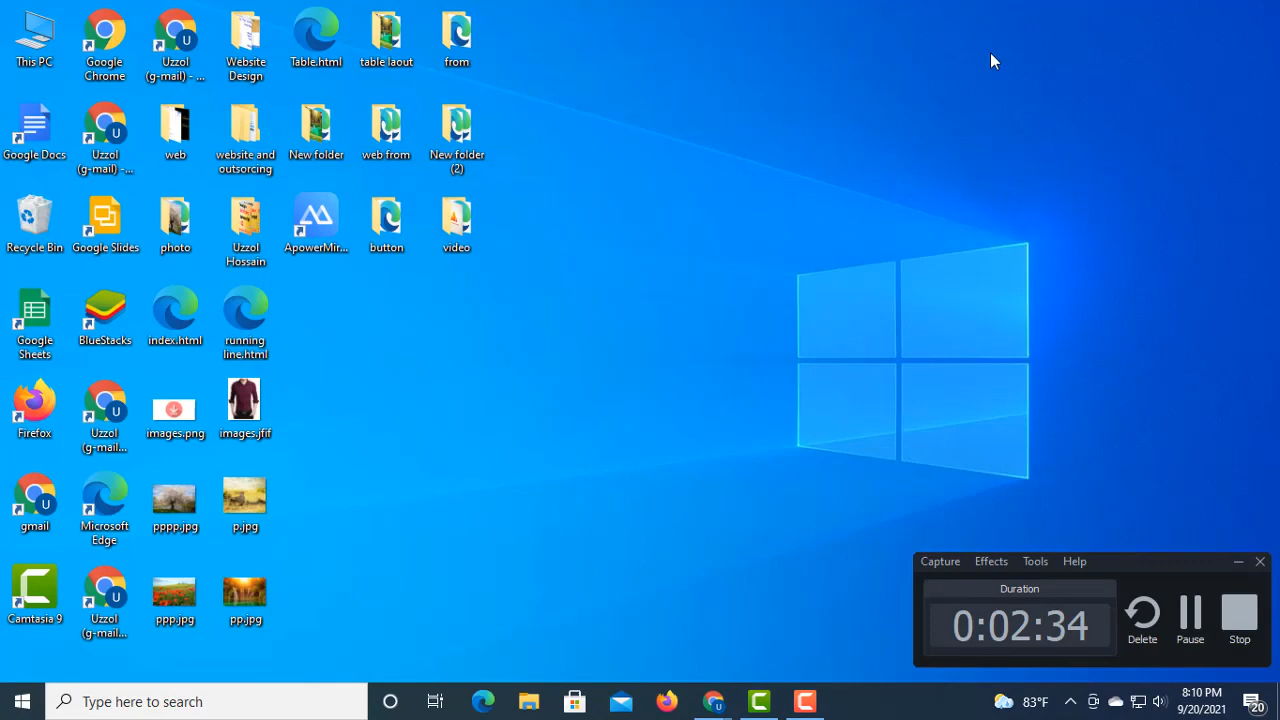 This PC
Google
Chrome
Uzzol
(g-mail) - ...
Website
Design
Table.html
table laout
from
Google Docs
Uzzol
(g-mail) -...
web
website and
outsorcing
New folder
web from
New folder
(2)
Recycle Bin
Google Slides
photo
Uzzol
Hossain
ApowerMir...
button
video
Google
Sheets
BlueStacks
index.html
running
line.html
Firefox
Uzzol
(g-mail...
images.png
images.jfif
gmail
Microsoft
Edge
pppp.jpg
p.jpg
Camtasia 9
Uzzol
(g-mail...
ppp.jpg
pp.jpg
Capture Effects Tools Help
Duration
0:02:34
Delete
Pause
Stop
Type here to search
83°F
8:10 PM
9/20/2021
20